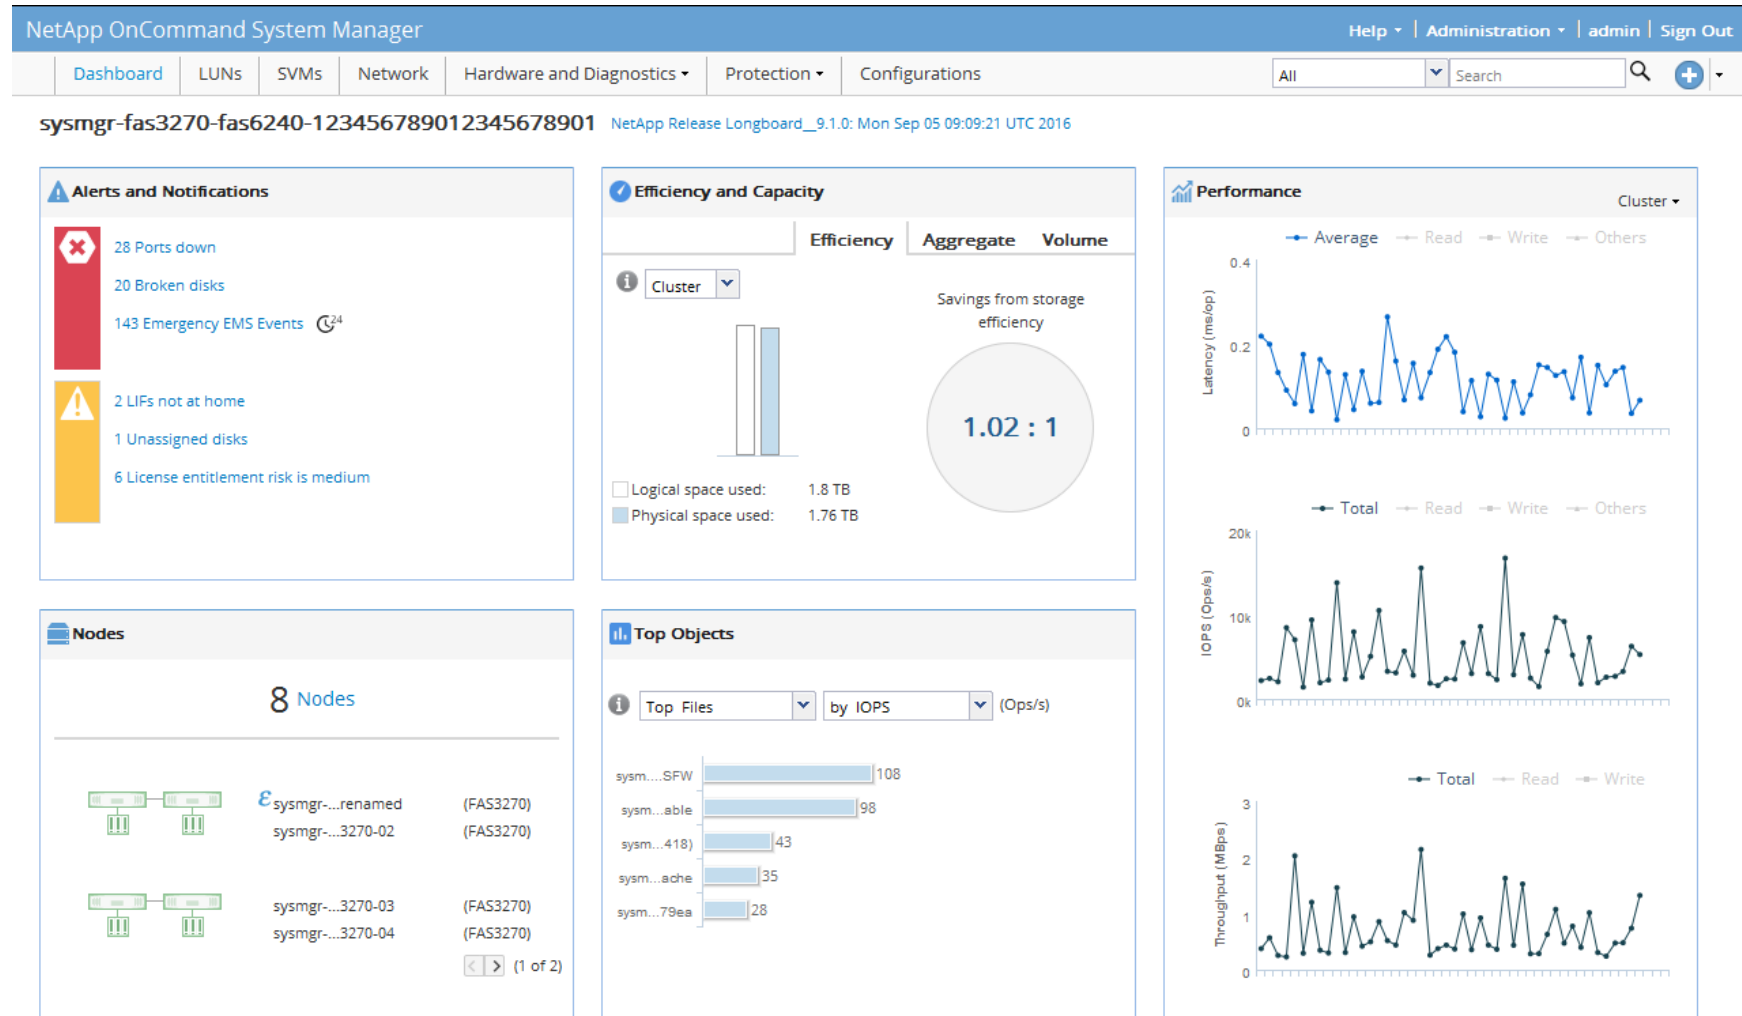 NetApp OnCommand System Manager
Help Administration admin Sign Out
Dashboard LUNs SVMs Network Hardware and Diagnostics Protection Configurations All Search
sysmgr-fas3270-fas6240-123456789012345678901 NetApp Release Longboard__9.1.0: Mon Sep 05 09:09:21 UTC 2016
Alerts and Notifications
28 Ports down
20 Broken disks
143 Emergency EMS Events 24
2 LIFs not at home
1 Unassigned disks
6 License entitlement risk is medium
Efficiency and Capacity
Efficiency Aggregate Volume
Cluster
Savings from storage
efficiency
1.02 : 1
Logical space used: 1.8 TB
Physical space used: 1.76 TB
Performance
Cluster
Average Read Write Others
Latency (ms/op)
0.4
0.2
0
Total Read Write Others
IOPS (Ops/s)
20k
10k
0k
Total Read Write
Throughput (MBps)
3
2
1
0
Nodes
8 Nodes
sysmgr-...renamed (FAS3270)
sysmgr-...3270-02 (FAS3270)
sysmgr-...3270-03 (FAS3270)
sysmgr-...3270-04 (FAS3270)
< > (1 of 2)
Top Objects
Top Files by IOPS (Ops/s)
sysm....SFW 108
sysm...able 98
sysm...418) 43
sysm...ache 35
sysm...79ea 28